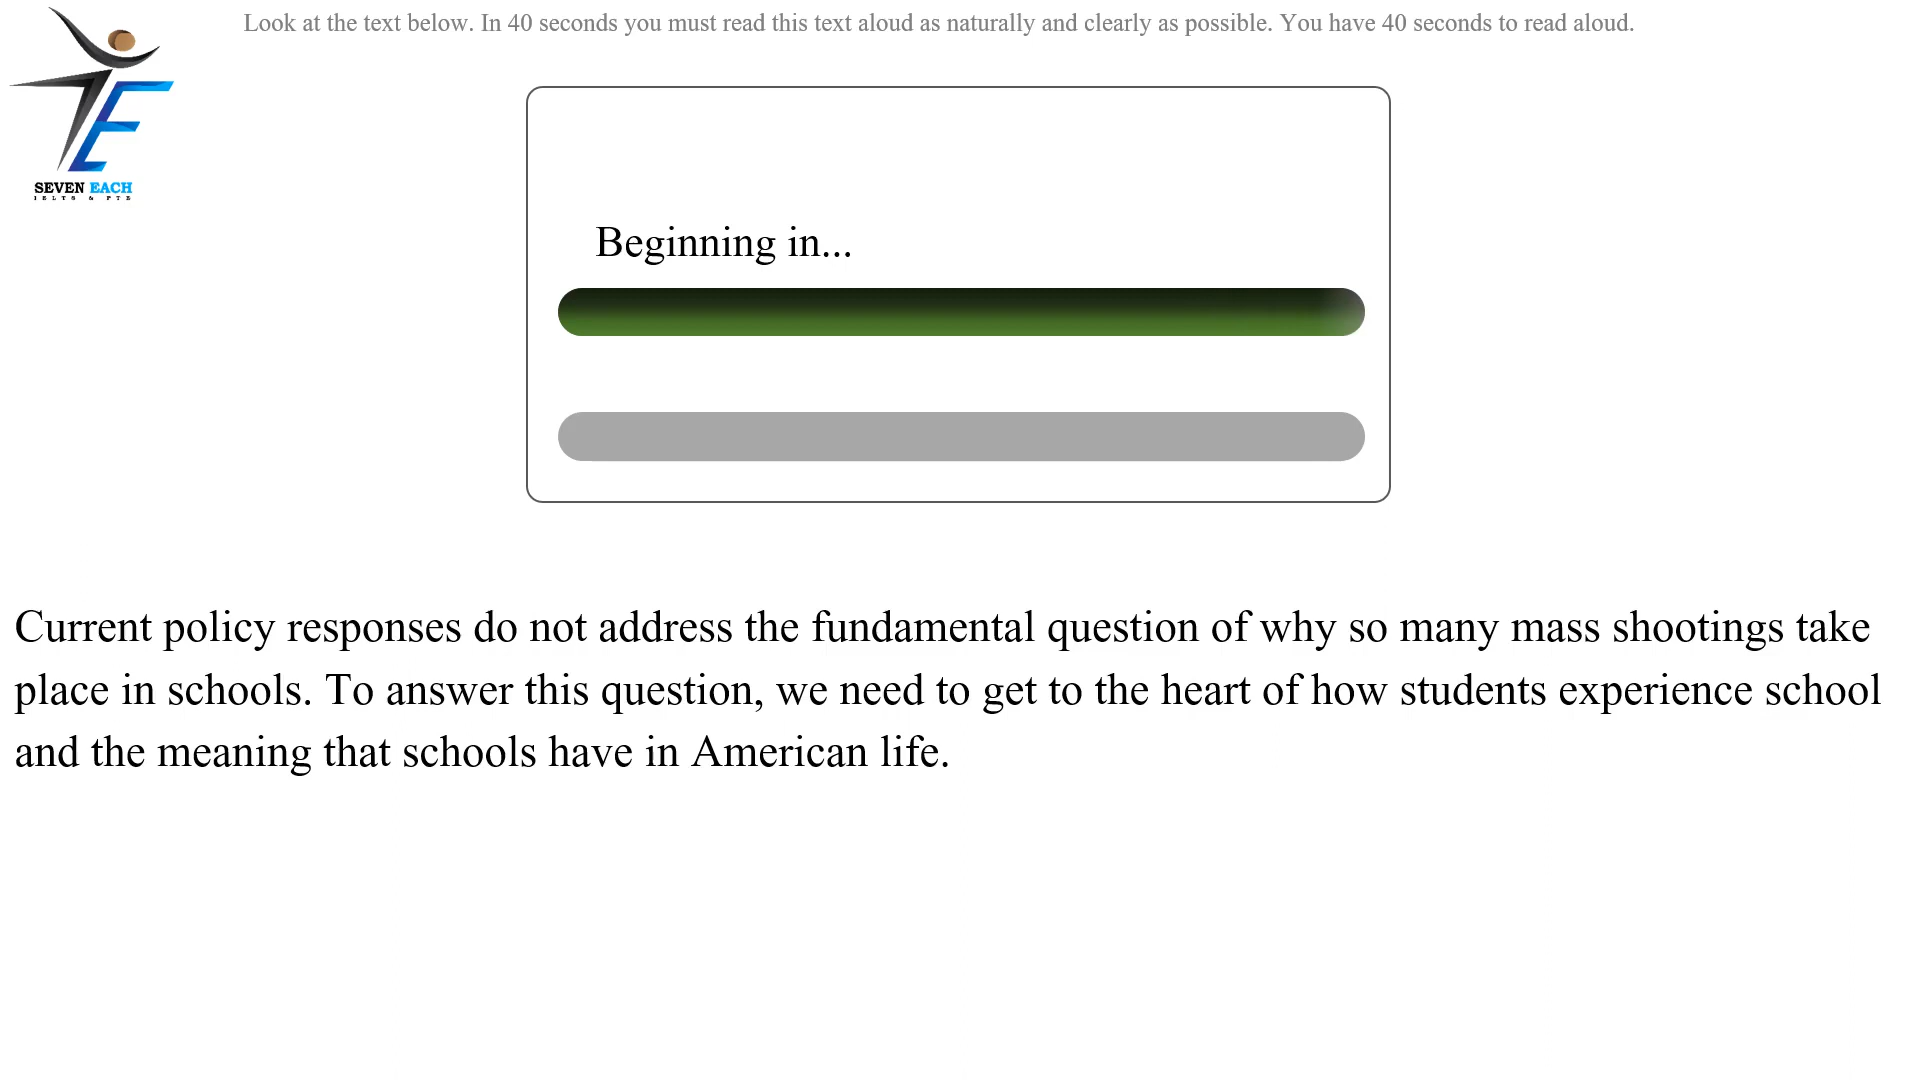 Look at the text below. In 40 seconds you must read this text aloud as naturally and clearly as possible. You have 40 seconds to read aloud.
SEVEN EACH
IELTS & PTE
Beginning in...
Current policy responses do not address the fundamental question of why so many mass shootings take
place in schools. To answer this question, we need to get to the heart of how students experience school
and the meaning that schools have in American life.